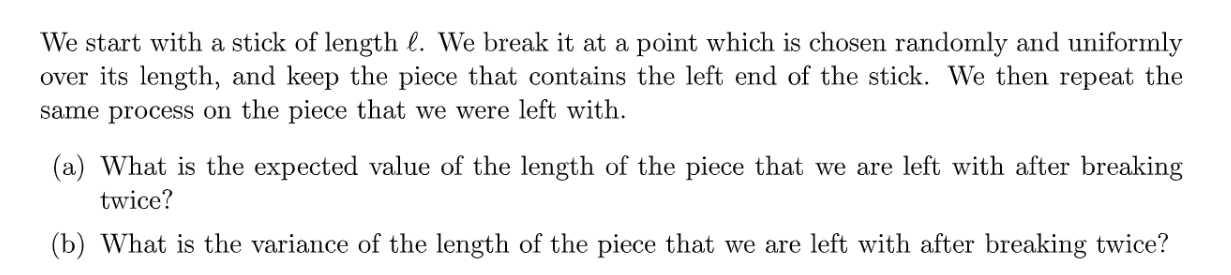 We start with a stick of length ℓ. We break it at a point which is chosen randomly and uniformly
over its length, and keep the piece that contains the left end of the stick. We then repeat the
same process on the piece that we were left with.
(a) What is the expected value of the length of the piece that we are left with after breaking
twice?
(b) What is the variance of the length of the piece that we are left with after breaking twice?